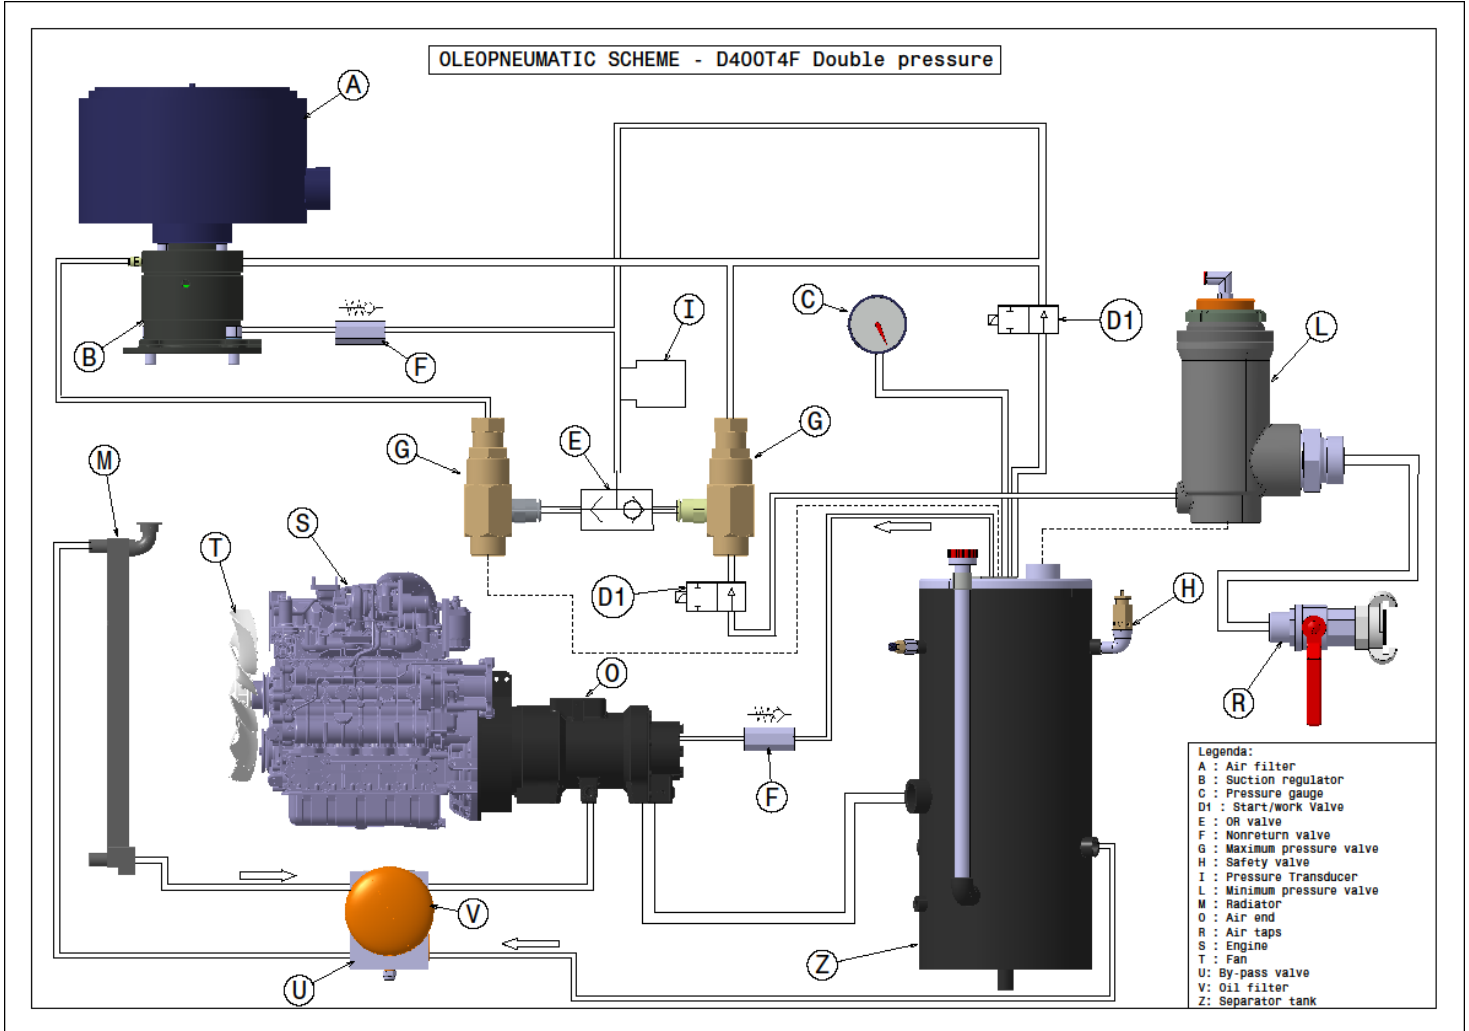 OLEOPNEUMATIC SCHEME - D400T4F Double pressure
A
I
C
D1
L
B
F
G
G
E
M
S
T
D1
H
O
R
F
V
Z
U
Legenda:
A : Air filter
B : Suction regulator
C : Pressure gauge
D1 : Start/work Valve
E : OR valve
F : Nonreturn valve
G : Maximum pressure valve
H : Safety valve
I : Pressure Transducer
L : Minimum pressure valve
M : Radiator
O : Air end
R : Air taps
S : Engine
T : Fan
U: By-pass valve
V: Oil filter
Z: Separator tank